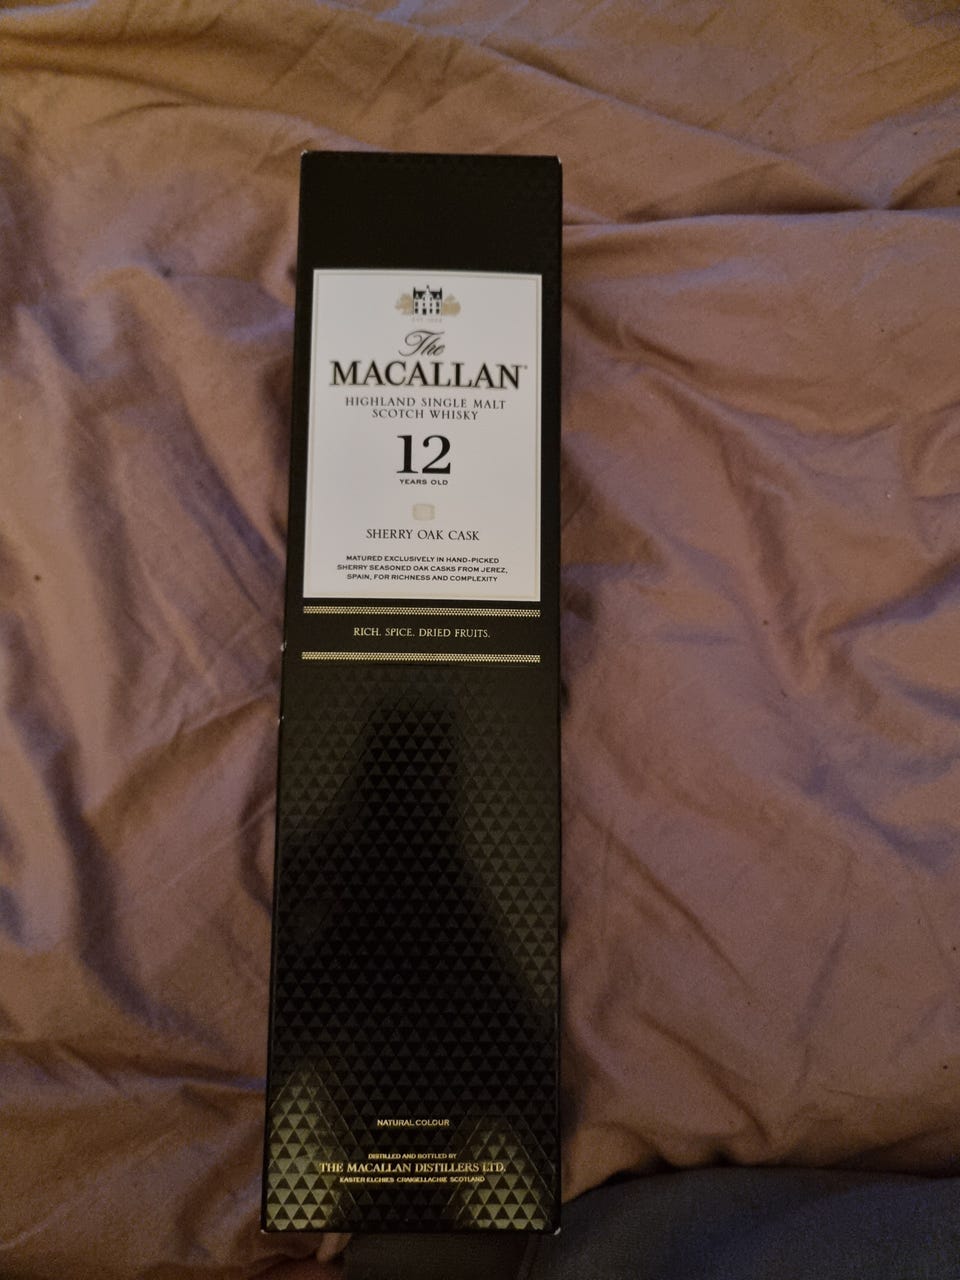 The
MACALLAN
HIGHLAND SINGLE MALT
SCOTCH WHISKY
12
YEARS OLD
SHERRY OAK CASK
MATURED EXCLUSIVELY IN HAND-PICKED
SHERRY SEASONED OAK CASKS FROM JEREZ,
SPAIN, FOR RICHNESS AND COMPLEXITY
RICH. SPICE. DRIED FRUITS.
NATURAL COLOUR
DISTILLED AND BOTTLED BY
THE MACALLAN DISTILLERS LTD.
EASTER ELCHIES CRAIGELLACHIE SCOTLAND